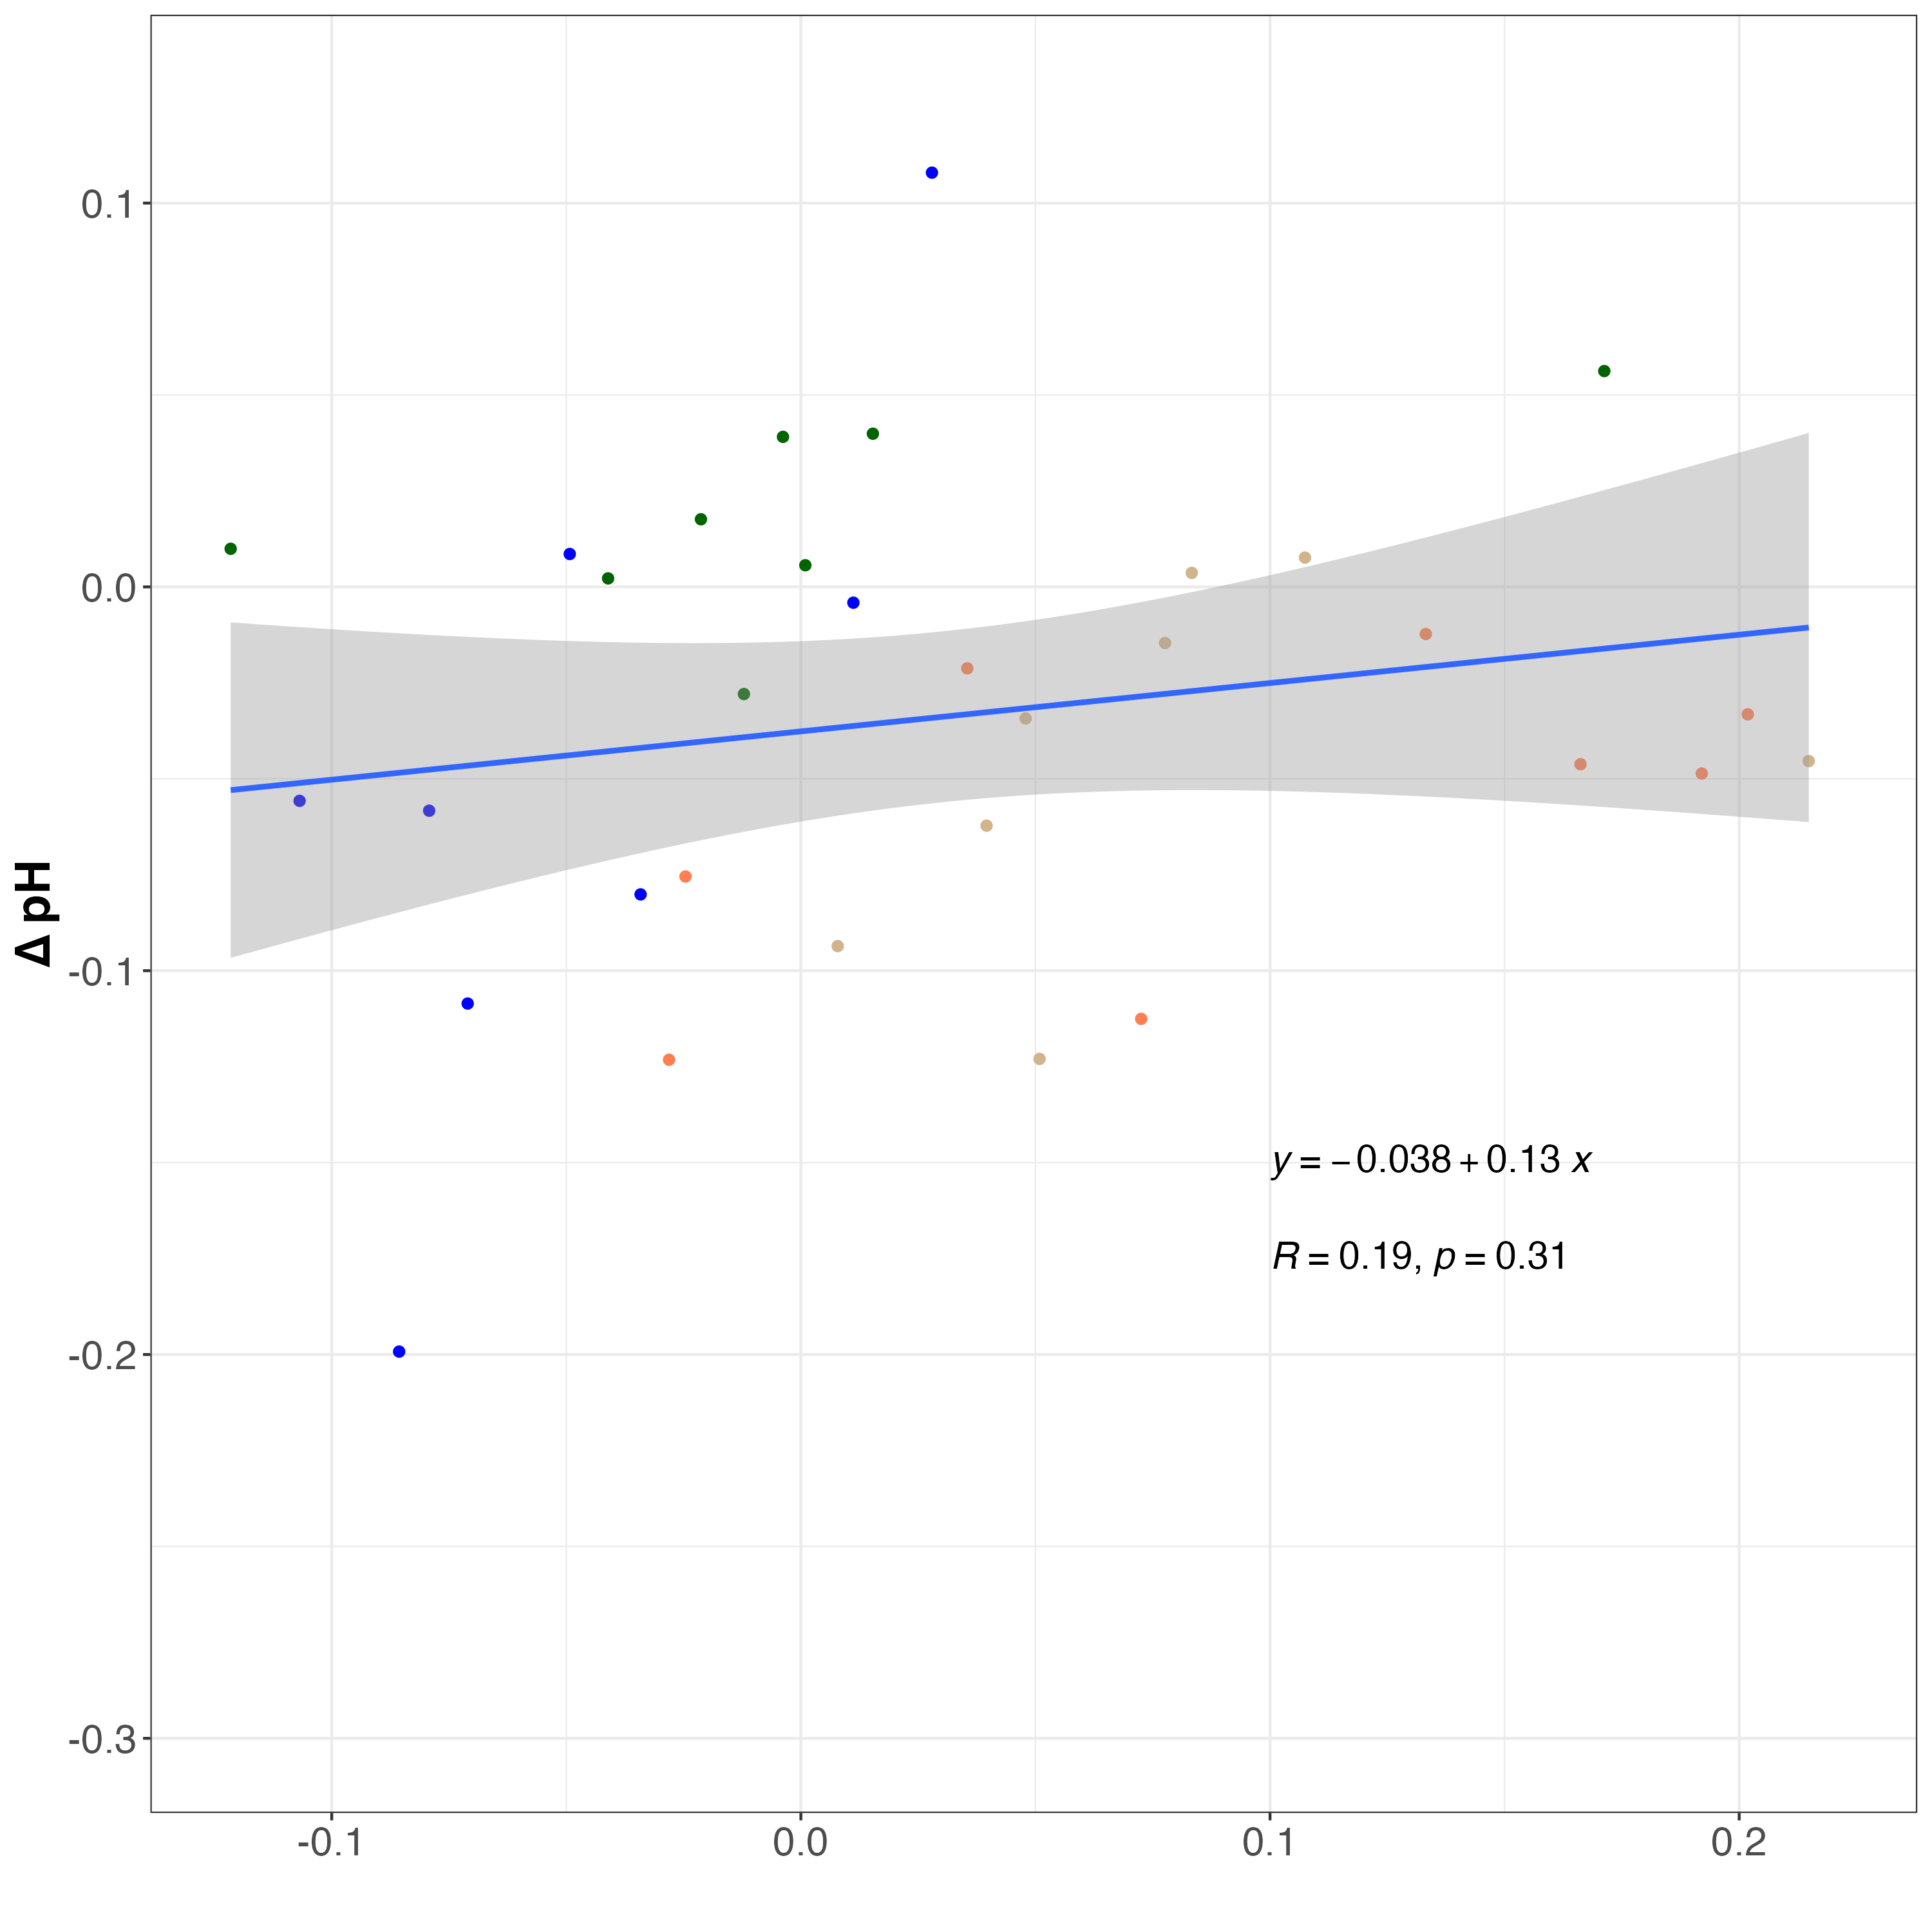 0.1
0.0
-0.1
-0.2
-0.3
Δ pH
y = −0.038 + 0.13 x
R = 0.19, p = 0.31
-0.1 0.0 0.1 0.2